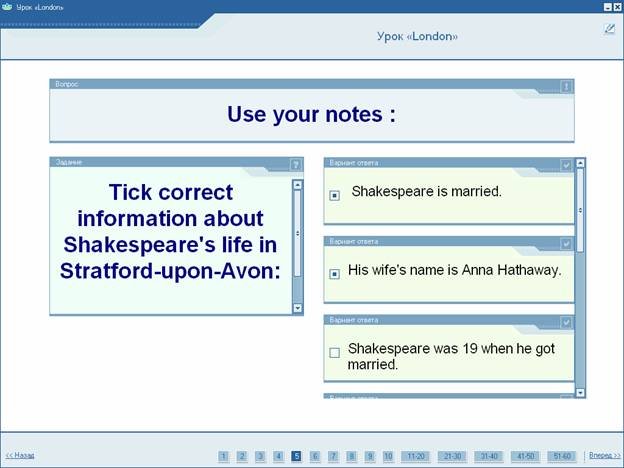 Урок «London»
Урок «London»
Вопрос
Use your notes :
Задание
Tick correct
information about
Shakespeare's life in
Stratford-upon-Avon:
Вариант ответа
Shakespeare is married.
Вариант ответа
His wife's name is Anna Hathaway.
Вариант ответа
Shakespeare was 19 when he got
married.
<< Назад
1 2 3 4 5 6 7 8 9 10 11-20 21-30 31-40 41-50 51-60
Вперед >>